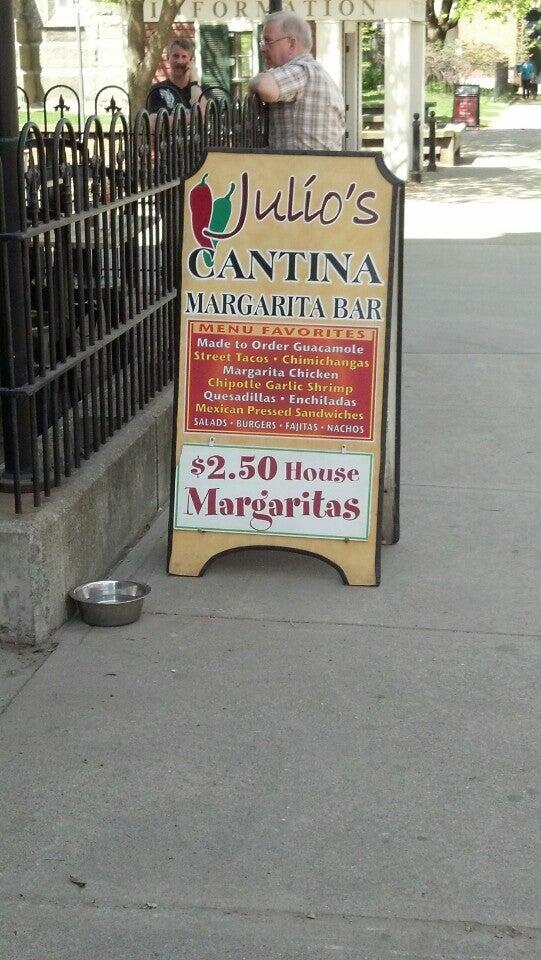 INFORMATION
Julio's
CANTINA
MARGARITA BAR
MENU FAVORITES
Made to Order Guacamole
Street Tacos • Chimichangas
Margarita Chicken
Chipotle Garlic Shrimp
Quesadillas • Enchiladas
Mexican Pressed Sandwiches
SALADS • BURGERS • FAJITAS • NACHOS
$2.50 House
Margaritas